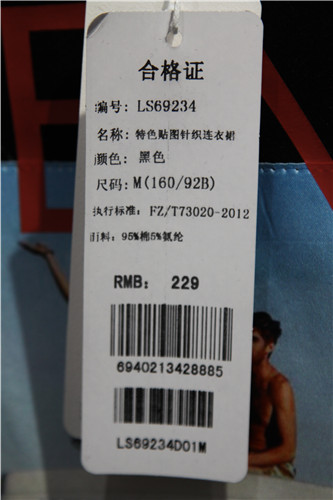 合格证
编号: LS69234
名称: 特色贴图针织连衣裙
颜色: 黑色
尺码: M(160/92B)
执行标准: FZ/T73020-2012
面料: 95%棉5%氨纶
RMB: 229
6940213428885
LS69234D01M